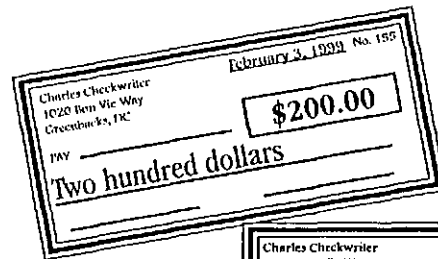 February 3, 1999 No. 155
Charles Checkwriter
1020 Bon Vie Way
Greenbacks, DC
$200.00
PAY
Two hundred dollars
Charles Checkwriter